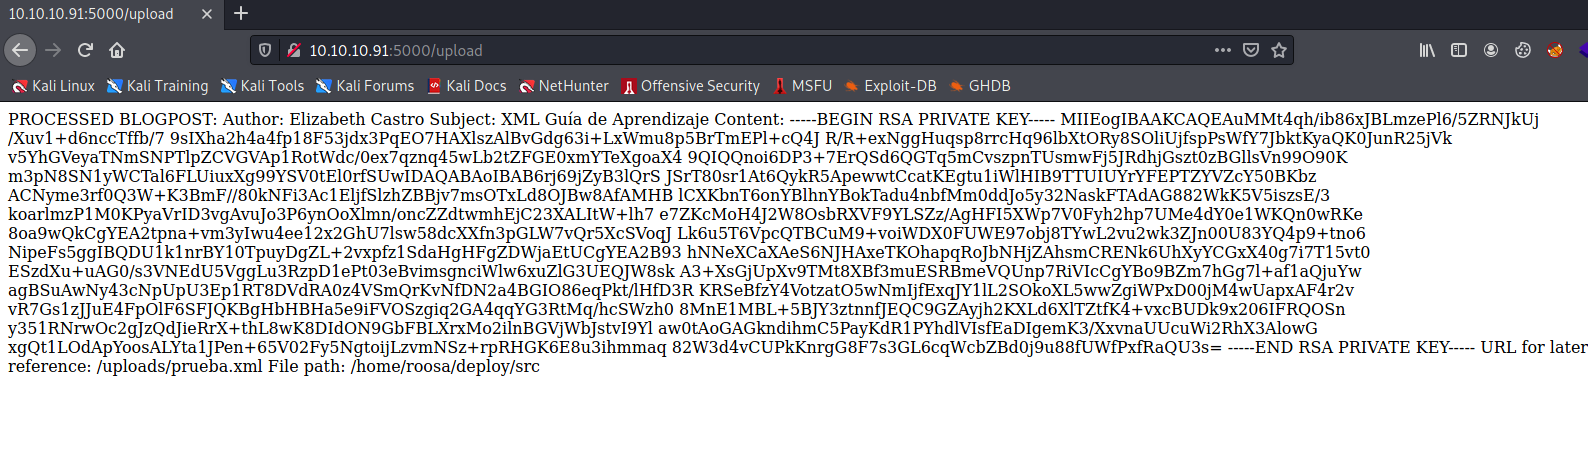 10.10.10.91:5000/upload
10.10.10.91:5000/upload
Kali Linux Kali Training Kali Tools Kali Forums Kali Docs NetHunter Offensive Security MSFU Exploit-DB GHDB
PROCESSED BLOGPOST: Author: Elizabeth Castro Subject: XML Guía de Aprendizaje Content: -----BEGIN RSA PRIVATE KEY----- MIIEogIBAAKCAQEAuMMt4qh/ib86xJBLmzePl6/5ZRNJkUj
/Xuv1+d6nccTffb/7 9sIXha2h4a4fp18F53jdx3PqEO7HAXlszAlBvGdg63i+LxWmu8p5BrTmEPl+cQ4J R/R+exNggHuqsp8rrcHq96lbXtORy8SOliUjfspPsWfY7JbktKyaQK0JunR25jVk
v5YhGVeyaTNmSNPTlpZCVGVAp1RotWdc/0ex7qznq45wLb2tZFGE0xmYTeXgoaX4 9QIQQnoi6DP3+7ErQSd6QGTq5mCvszpnTUsmwFj5JRdhjGszt0zBGllsVn99O90K
m3pN8SN1yWCTal6FLUiuxXg99YSV0tEl0rfSUwIDAQABAoIBAB6rj69jZyB3lQrS JSrT80sr1At6QykR5ApewwtCcatKEgtu1iWlHIB9TTUIUYrYFEPTZYVZcY50BKbz
ACNyme3rf0Q3W+K3BmF//80kNFi3Ac1EljfSlzhZBBjv7msOTxLd8OJBw8AfAMHB lCXKbnT6onYBlhnYBokTadu4nbfMm0ddJo5y32NaskFTAdAG882WkK5V5iszsE/3
koarlmzP1M0KPyaVrID3vgAvuJo3P6ynOoXlmn/oncZZdtwmhEjC23XALItW+lh7 e7ZKcMoH4J2W8OsbRXVF9YLSZz/AgHFI5XWp7V0Fyh2hp7UMe4dY0e1WKQn0wRKe
8oa9wQkCgYEA2tpna+vm3yIwu4ee12x2GhU7lsw58dcXXfn3pGLW7vQr5XcSVoqJ Lk6u5T6VpcQTBCuM9+voiWDX0FUWE97obj8TYwL2vu2wk3ZJn00U83YQ4p9+tno6
NipeFs5ggIBQDU1k1nrBY10TpuyDgZL+2vxpfz1SdaHgHFgZDWjaEtUCgYEA2B93 hNNeXCaXAeS6NJHAxeTKOhapqRoJbNHjZAhsmCRENk6UhXyYCGxX40g7i7T15vt0
ESzdXu+uAG0/s3VNEdU5VggLu3RzpD1ePt03eBvimsgnciWlw6xuZlG3UEQJW8sk A3+XsGjUpXv9TMt8XBf3muESRBmeVQUnp7RiVIcCgYBo9BZm7hGg7l+af1aQjuYw
agBSuAwNy43cNpUpU3Ep1RT8DVdRA0z4VSmQrKvNfDN2a4BGIO86eqPkt/lHfD3R KRSeBfzY4VotzatO5wNmIjfExqJY1lL2SOkoXL5wwZgiWPxD00jM4wUapxAF4r2v
vR7Gs1zJJuE4FpOlF6SFJQKBgHbHBHa5e9iFVOSzgiq2GA4qqYG3RtMq/hcSWzh0 8MnE1MBL+5BJY3ztnnfJEQC9GZAyjh2KXLd6XlTZtfK4+vxcBUDk9x206IFRQOSn
y351RNrwOc2gJzQdJieRrX+thL8wK8DIdON9GbFBLXrxMo2ilnBGVjWbJstvI9Yl aw0tAoGAGkndihmC5PayKdR1PYhdlVIsfEaDIgemK3/XxvnaUUcuWi2RhX3AlowG
xgQt1LOdApYoosALYta1JPen+65V02Fy5NgtoijLzvmNSz+rpRHGK6E8u3ihmmaq 82W3d4vCUPkKnrgG8F7s3GL6cqWcbZBd0j9u88fUWfPxfRaQU3s= -----END RSA PRIVATE KEY----- URL for later
reference: /uploads/prueba.xml File path: /home/roosa/deploy/src